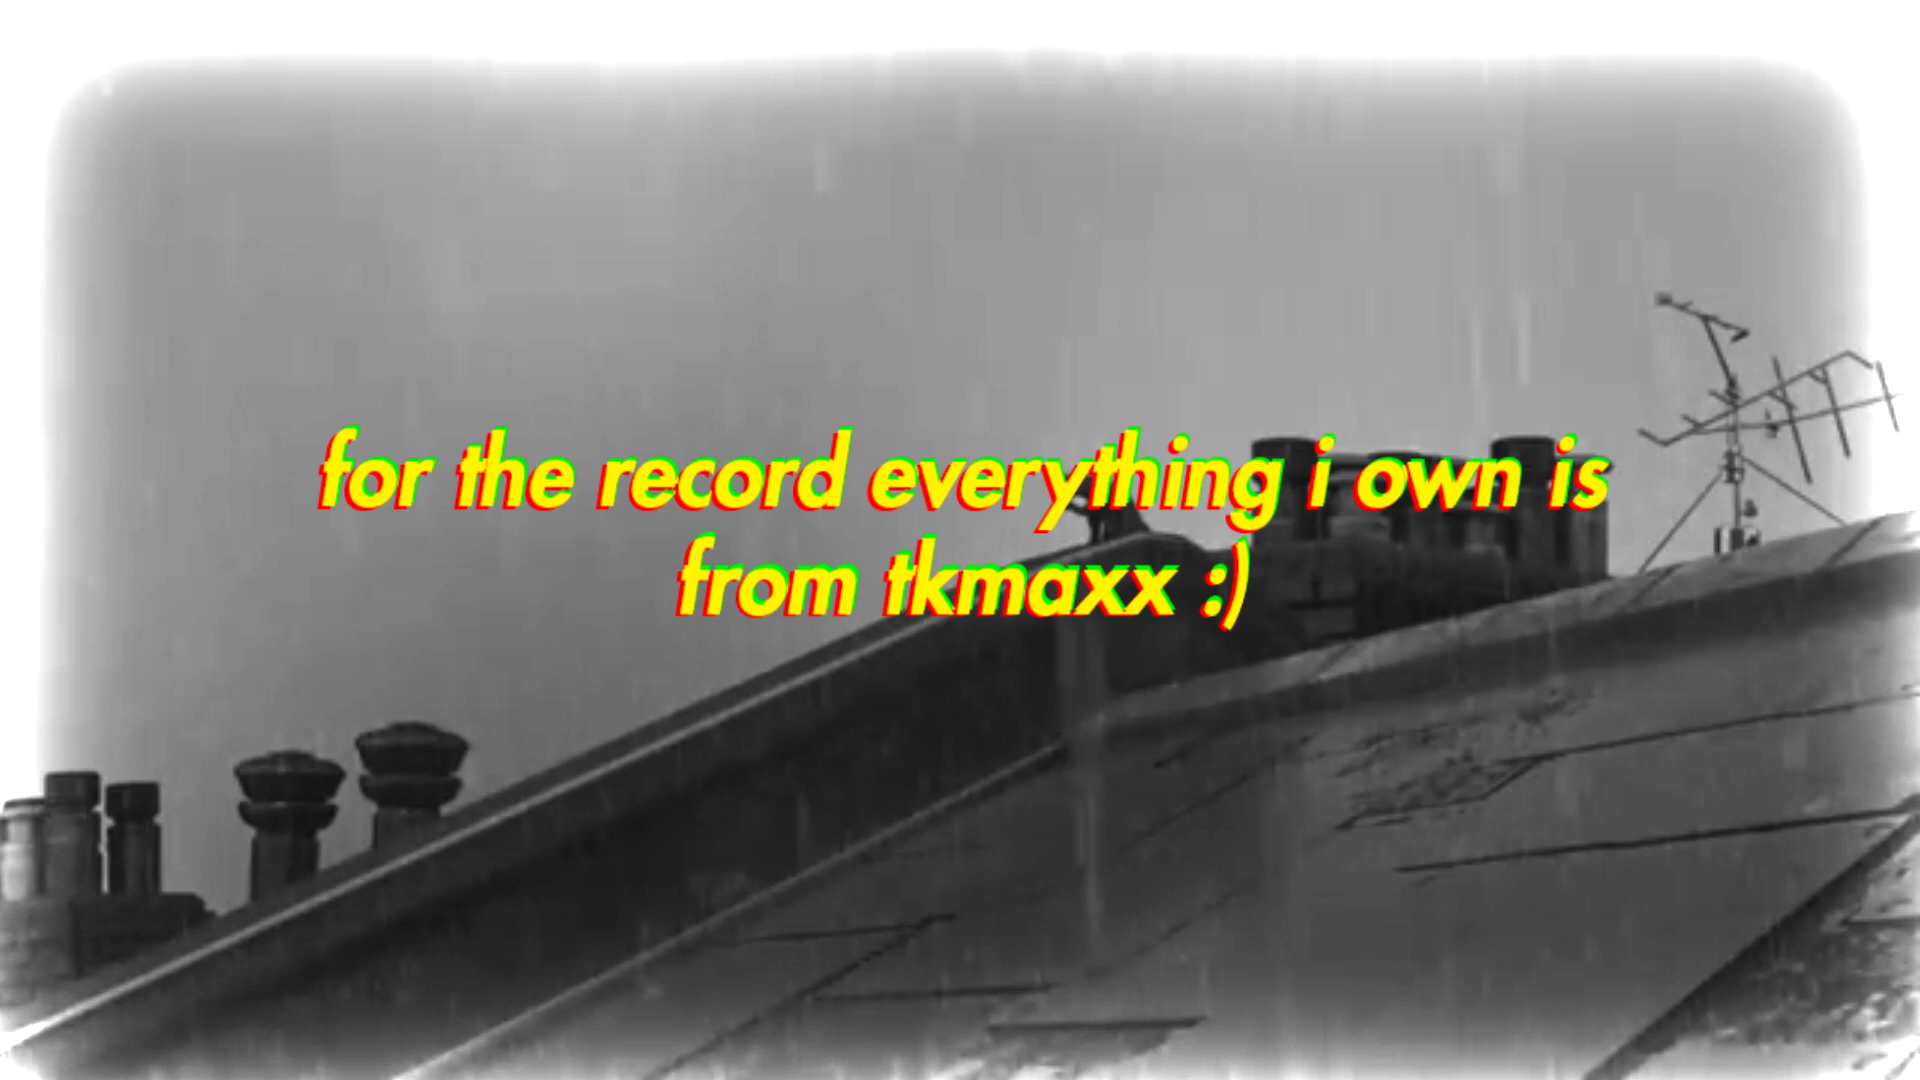 for the record everything i own is
from tkmaxx :)